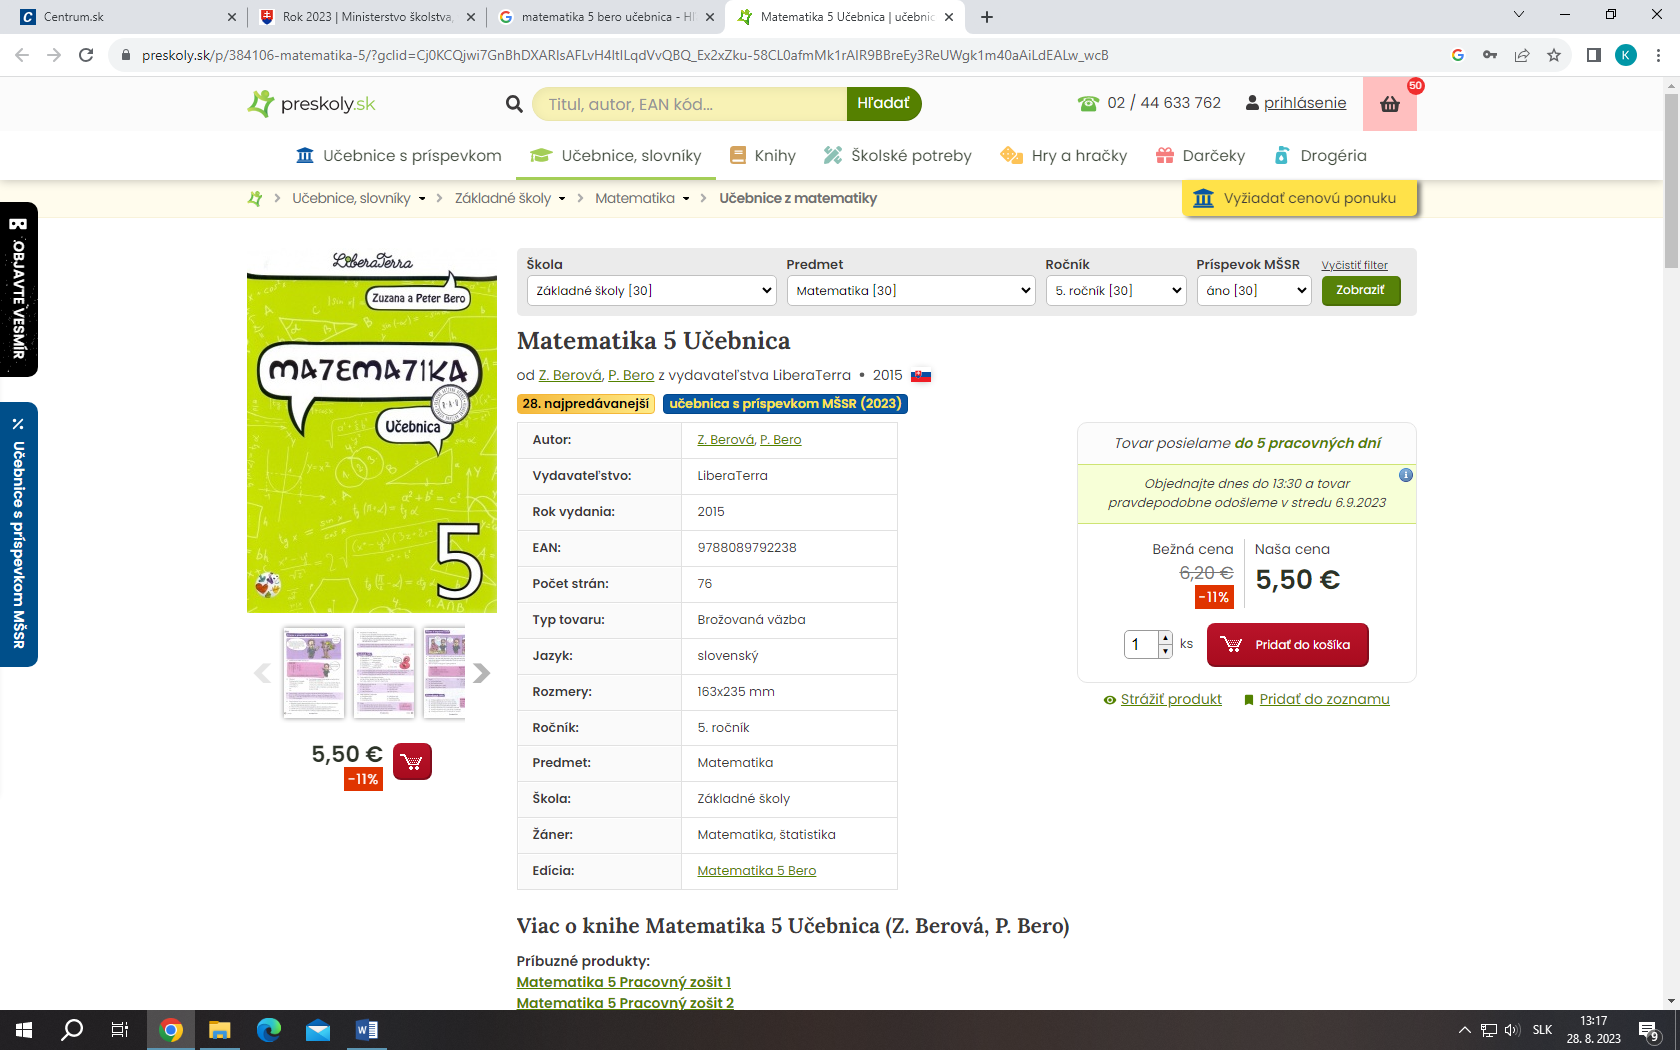 Centrum.sk
Rok 2023 | Ministerstvo školstva,
matematika 5 bero učebnica - Hľ
Matematika 5 Učebnica | učebnic
preskoly.sk/p/384106-matematika-5/?gclid=Cj0KCQjwi7GnBhDXARIsAFLvH4ltlLqdVvQBQ_Ex2xZku-58CL0afmMk1rAIR9BBreEy3ReUWgk1m40aAiLdEALw_wcB
K
preskoly.sk
Titul, autor, EAN kód...
Hľadať
02 / 44 633 762
prihlásenie
50
Učebnice s príspevkom
Učebnice, slovníky
Knihy
Školské potreby
Hry a hračky
Darčeky
Drogéria
Učebnice, slovníky
Základné školy
Matematika
Učebnice z matematiky
Vyžiadať cenovú ponuku
OBJAVTE VESMÍR
Učebnice s príspevkom MŠSR
LiberaTerra
Zuzana a Peter Bero
MATEMATIKA
Učebnica
5
5,50 €
-11%
Škola
Predmet
Ročník
Príspevok MŠSR
Vyčistiť filter
Základné školy [30]
Matematika [30]
5. ročník [30]
áno [30]
Zobraziť
Matematika 5 Učebnica
od Z. Berová, P. Bero z vydavateľstva LiberaTerra • 2015
28. najpredávanejší
učebnica s príspevkom MŠSR (2023)
Autor: Z. Berová, P. Bero
Vydavateľstvo: LiberaTerra
Rok vydania: 2015
EAN: 9788089792238
Počet strán: 76
Typ tovaru: Brožovaná väzba
Jazyk: slovenský
Rozmery: 163x235 mm
Ročník: 5. ročník
Predmet: Matematika
Škola: Základné školy
Žáner: Matematika, štatistika
Edícia: Matematika 5 Bero
Tovar posielame do 5 pracovných dní
Objednajte dnes do 13:30 a tovar
pravdepodobne odošleme v stredu 6.9.2023
Bežná cena
6,20 €
-11%
Naša cena
5,50 €
1 ks
Pridať do košíka
Strážiť produkt
Pridať do zoznamu
Viac o knihe Matematika 5 Učebnica (Z. Berová, P. Bero)
Príbuzné produkty:
Matematika 5 Pracovný zošit 1
Matematika 5 Pracovný zošit 2
SLK
13:17
28. 8. 2023
9